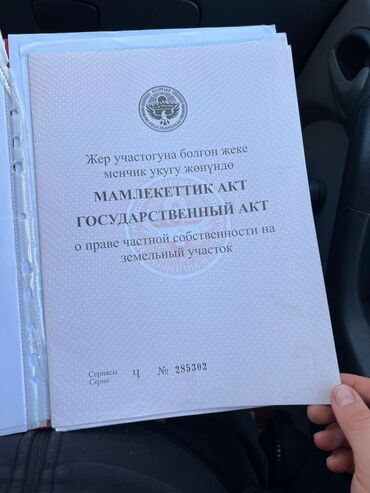 Жер участогуна болгон жеке
менчик укугу жөнүндө
МАМЛЕКЕТТИК АКТ
ГОСУДАРСТВЕННЫЙ АКТ
о праве частной собственности на
земельный участок
Сериясы
Серия
Ч № 285302